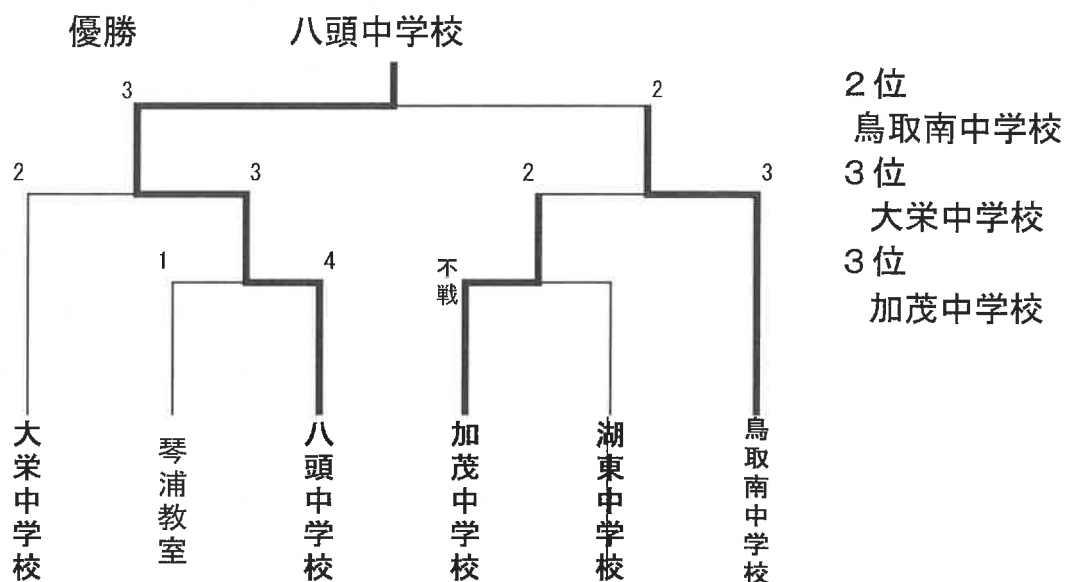 優勝 八頭中学校
3 2
2位
鳥取南中学校
2 3 2 3
3位
大栄中学校
1 4 不戦
3位
加茂中学校
大栄中学校
琴浦教室
八頭中学校
加茂中学校
湖東中学校
鳥取南中学校